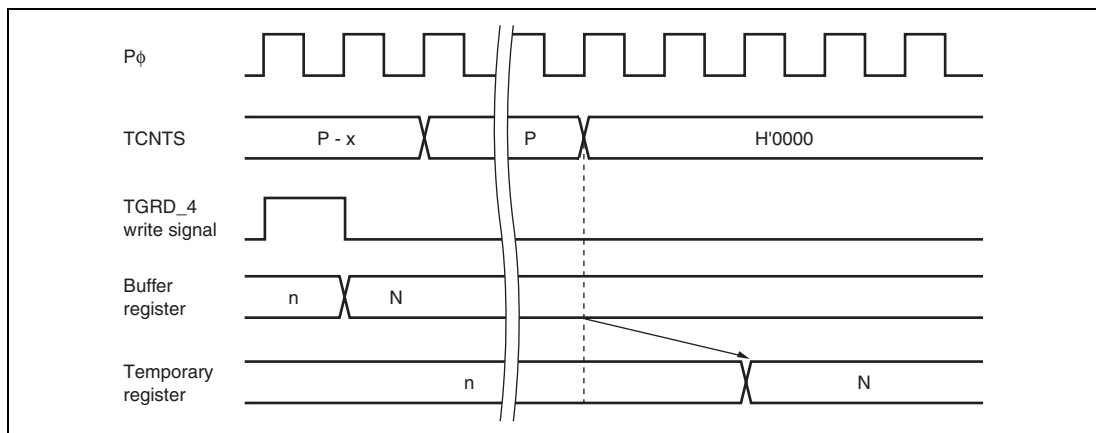 Pϕ
TCNTS
P - x
P
H'0000
TGRD_4
write signal
Buffer
register
n
N
Temporary
register
n
N